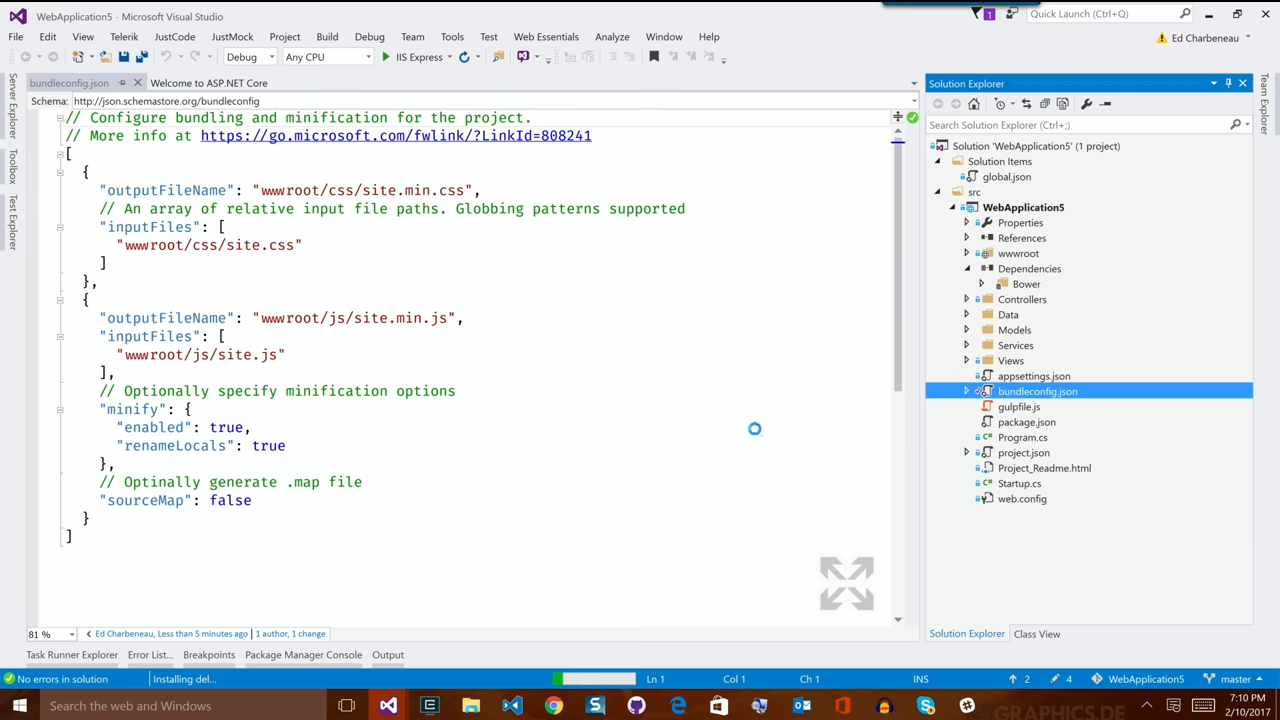 WebApplication5 - Microsoft Visual Studio
1
Quick Launch (Ctrl+Q)
File Edit View Telerik JustCode JustMock Project Build Debug Team Tools Test Web Essentials Analyze Window Help
Ed Charbeneau
Debug Any CPU IIS Express
Server Explorer
Toolbox
Test Explorer
bundleconfig.json Welcome to ASP.NET Core
Schema: http://json.schemastore.org/bundleconfig
// Configure bundling and minification for the project.
// More info at https://go.microsoft.com/fwlink/?LinkId=808241
[
{
"outputFileName": "wwwroot/css/site.min.css",
// An array of relative input file paths. Globbing patterns supported
"inputFiles": [
"wwwroot/css/site.css"
]
},
{
"outputFileName": "wwwroot/js/site.min.js",
"inputFiles": [
"wwwroot/js/site.js"
],
// Optionally specify minification options
"minify": {
"enabled": true,
"renameLocals": true
},
// Optinally generate .map file
"sourceMap": false
}
]
81 % Ed Charbeneau, Less than 5 minutes ago | 1 author, 1 change
Solution Explorer
Search Solution Explorer (Ctrl+;)
Solution 'WebApplication5' (1 project)
Solution Items
global.json
src
WebApplication5
Properties
References
wwwroot
Dependencies
Bower
Controllers
Data
Models
Services
Views
appsettings.json
bundleconfig.json
gulpfile.js
package.json
Program.cs
project.json
Project_Readme.html
Startup.cs
web.config
Solution Explorer Class View
Team Explorer
Task Runner Explorer Error List... Breakpoints Package Manager Console Output
No errors in solution Installing del... Ln 1 Col 1 Ch 1 INS 2 4 WebApplication5 master
Search the web and Windows
7:10 PM
2/10/2017
GRAPHICS.DE